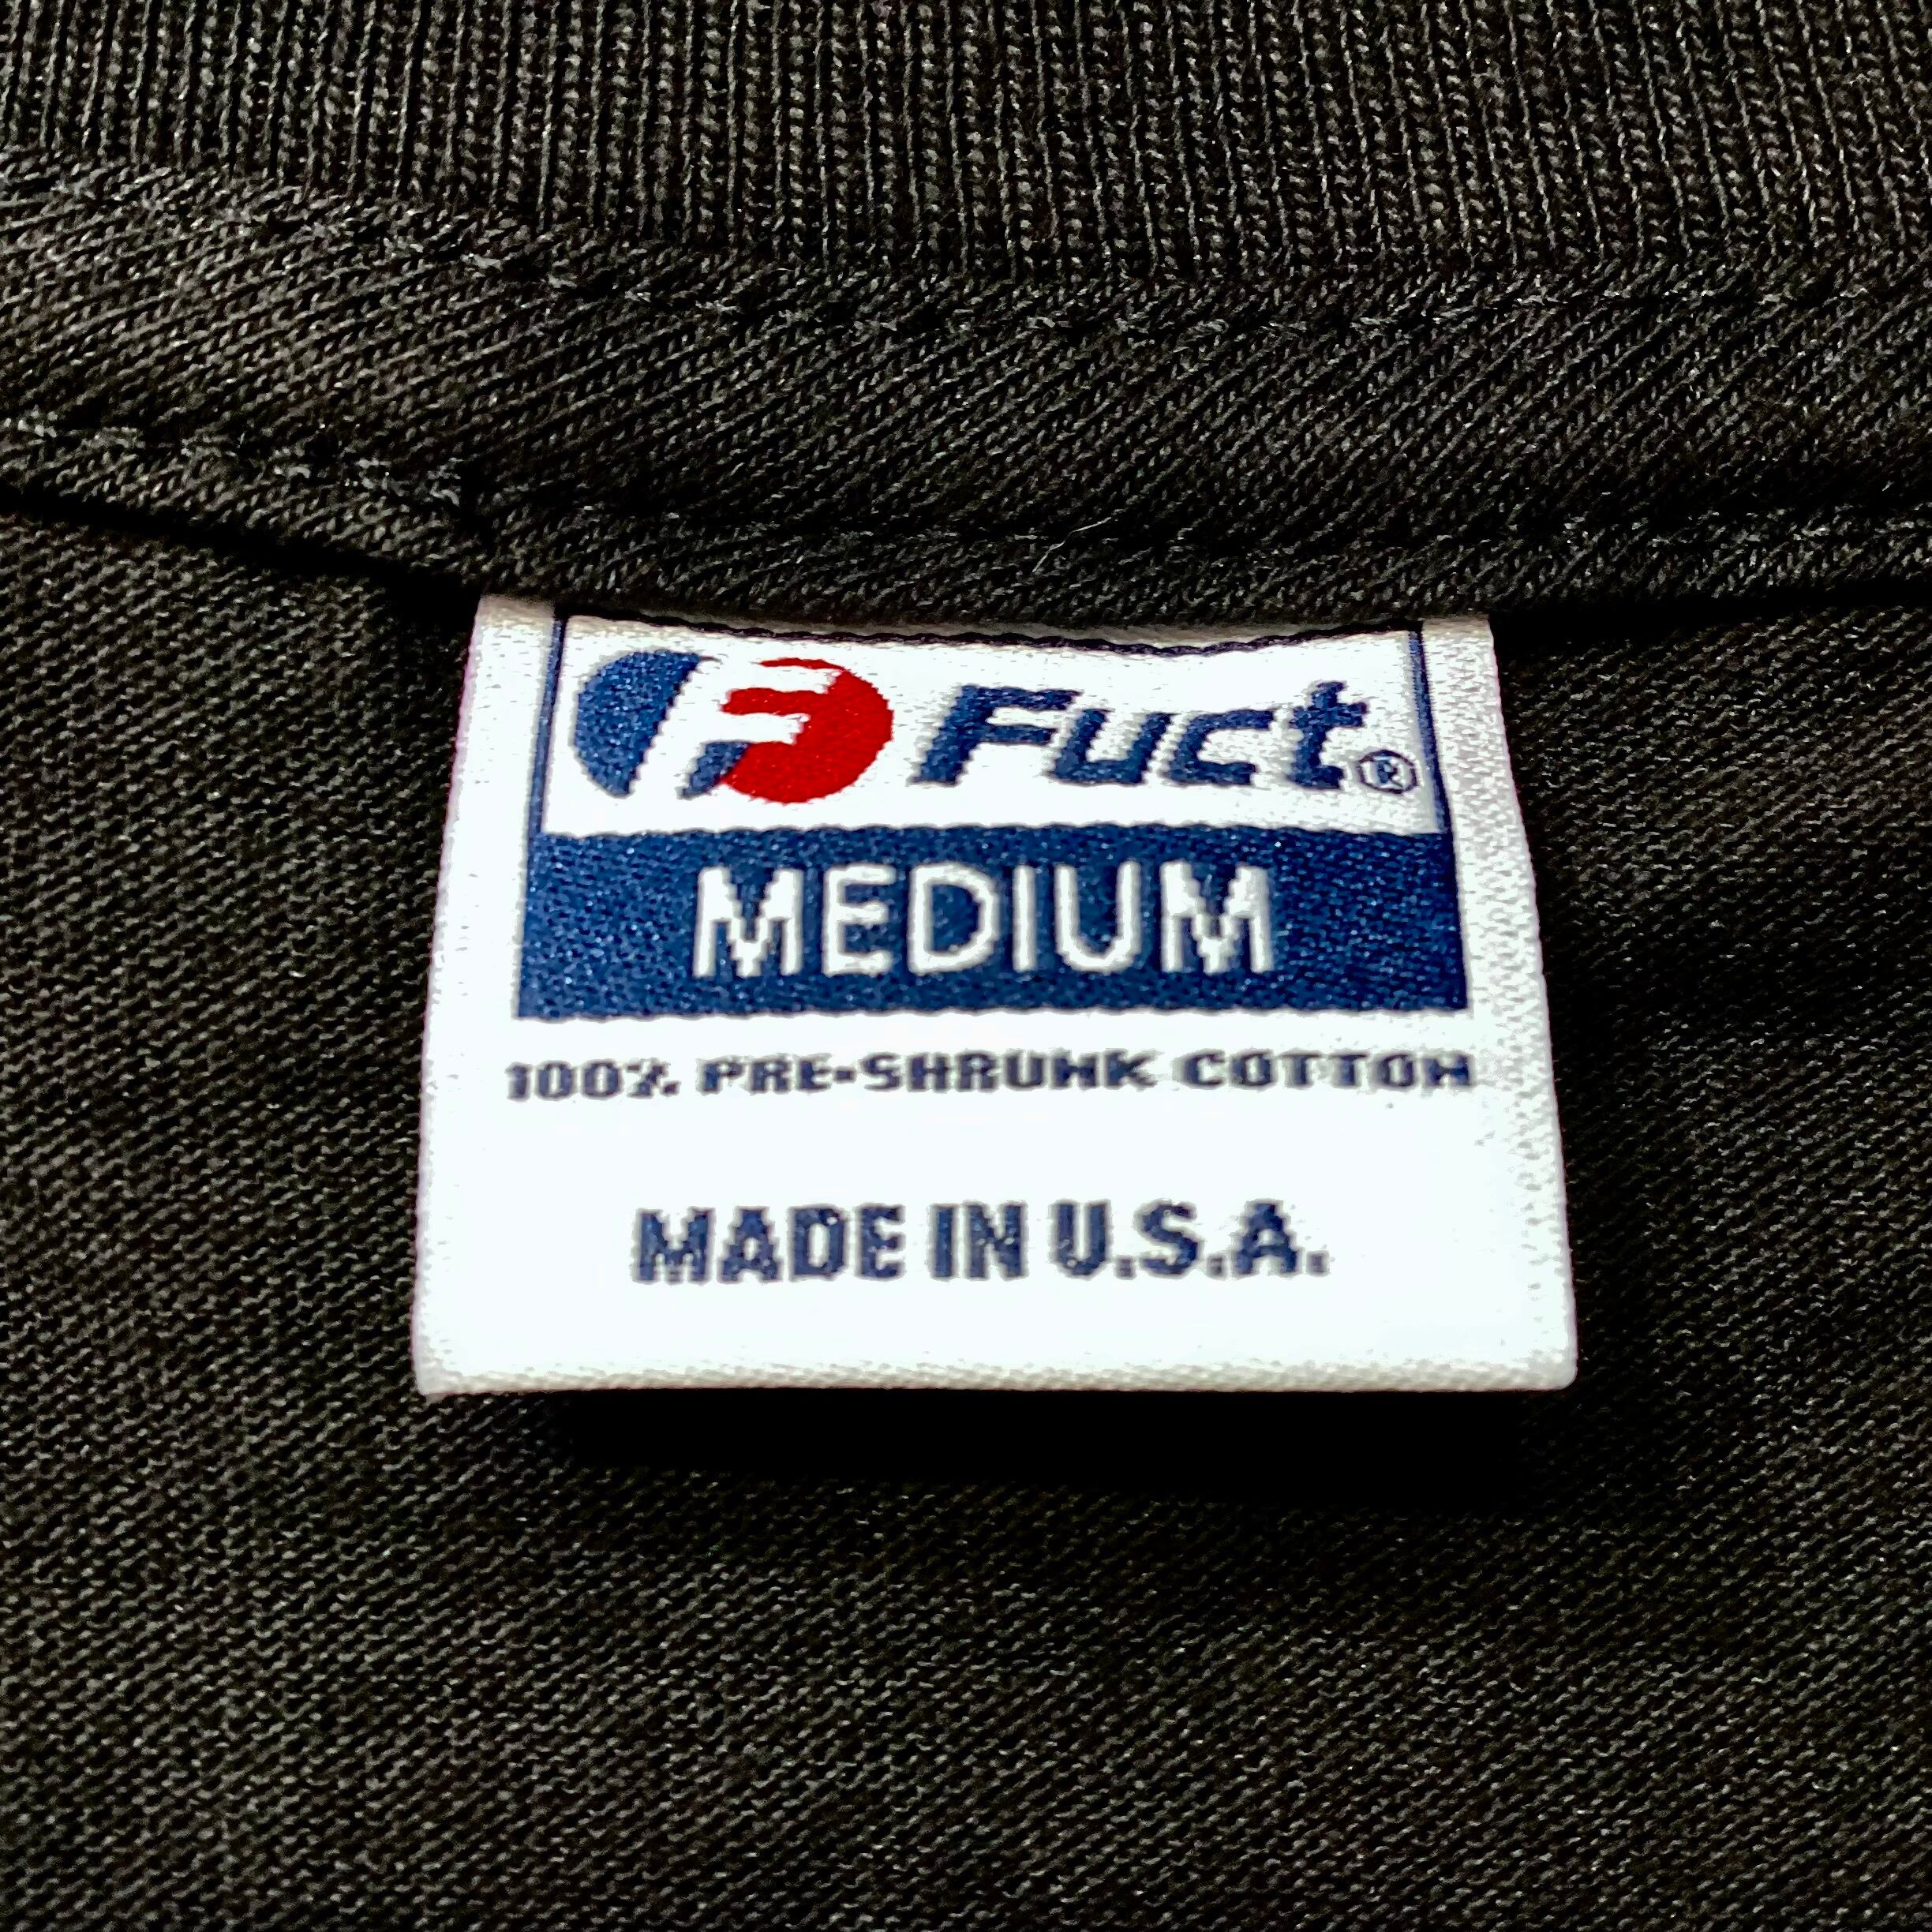 Fuct®
MEDIUM
100% PRE-SHRUNK COTTON
MADE IN U.S.A.